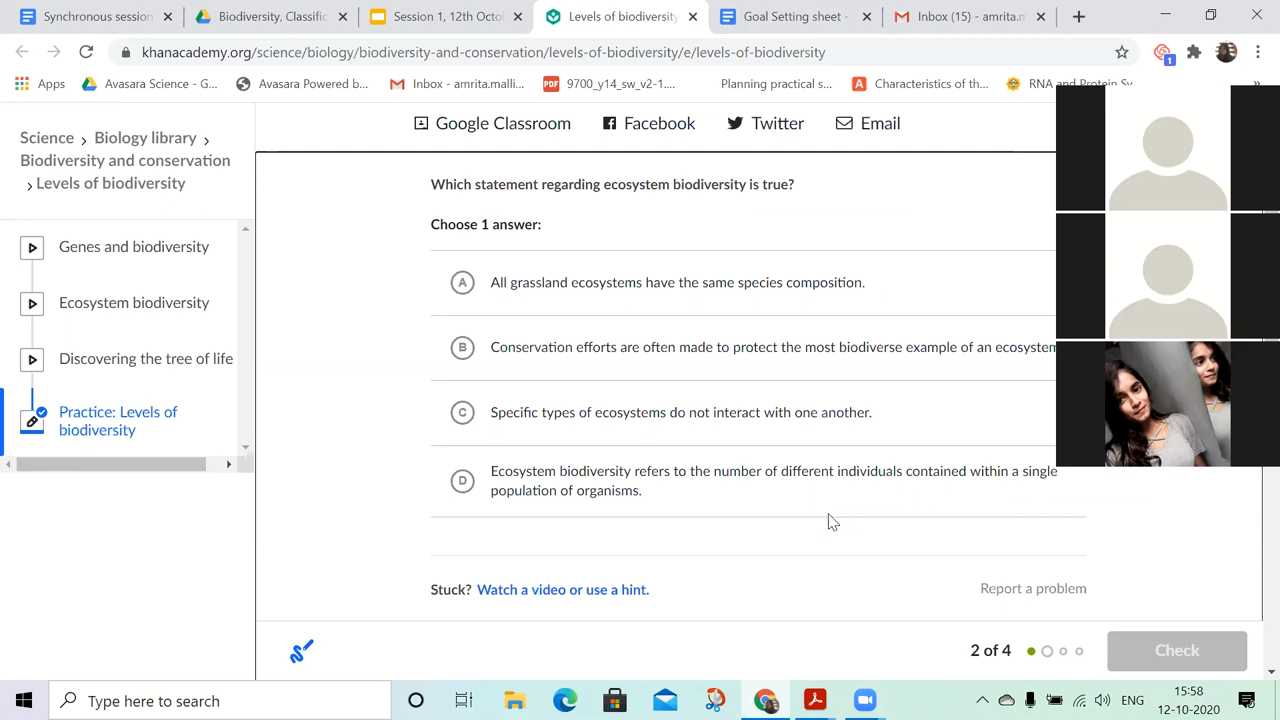 Synchronous session
Biodiversity, Classific
Session 1, 12th Octol
Levels of biodiversity
Goal Setting sheet -
Inbox (15) - amrita.m
khanacademy.org/science/biology/biodiversity-and-conservation/levels-of-biodiversity/e/levels-of-biodiversity
1
Apps
Avasara Science - G...
Avasara Powered b...
Inbox - amrita.malli...
PDF
9700_y14_sw_v2-1....
Planning practical s...
A
Characteristics of th...
RNA and Protein Sy
Science
Biology library
Biodiversity and conservation
Levels of biodiversity
Genes and biodiversity
Ecosystem biodiversity
Discovering the tree of life
Practice: Levels of
biodiversity
Google Classroom
Facebook
Twitter
Email
Which statement regarding ecosystem biodiversity is true?
Choose 1 answer:
A
All grassland ecosystems have the same species composition.
B
Conservation efforts are often made to protect the most biodiverse example of an ecosystem
C
Specific types of ecosystems do not interact with one another.
D
Ecosystem biodiversity refers to the number of different individuals contained within a single
population of organisms.
Stuck? Watch a video or use a hint.
Report a problem
2 of 4
Check
Type here to search
ENG
15:58
12-10-2020